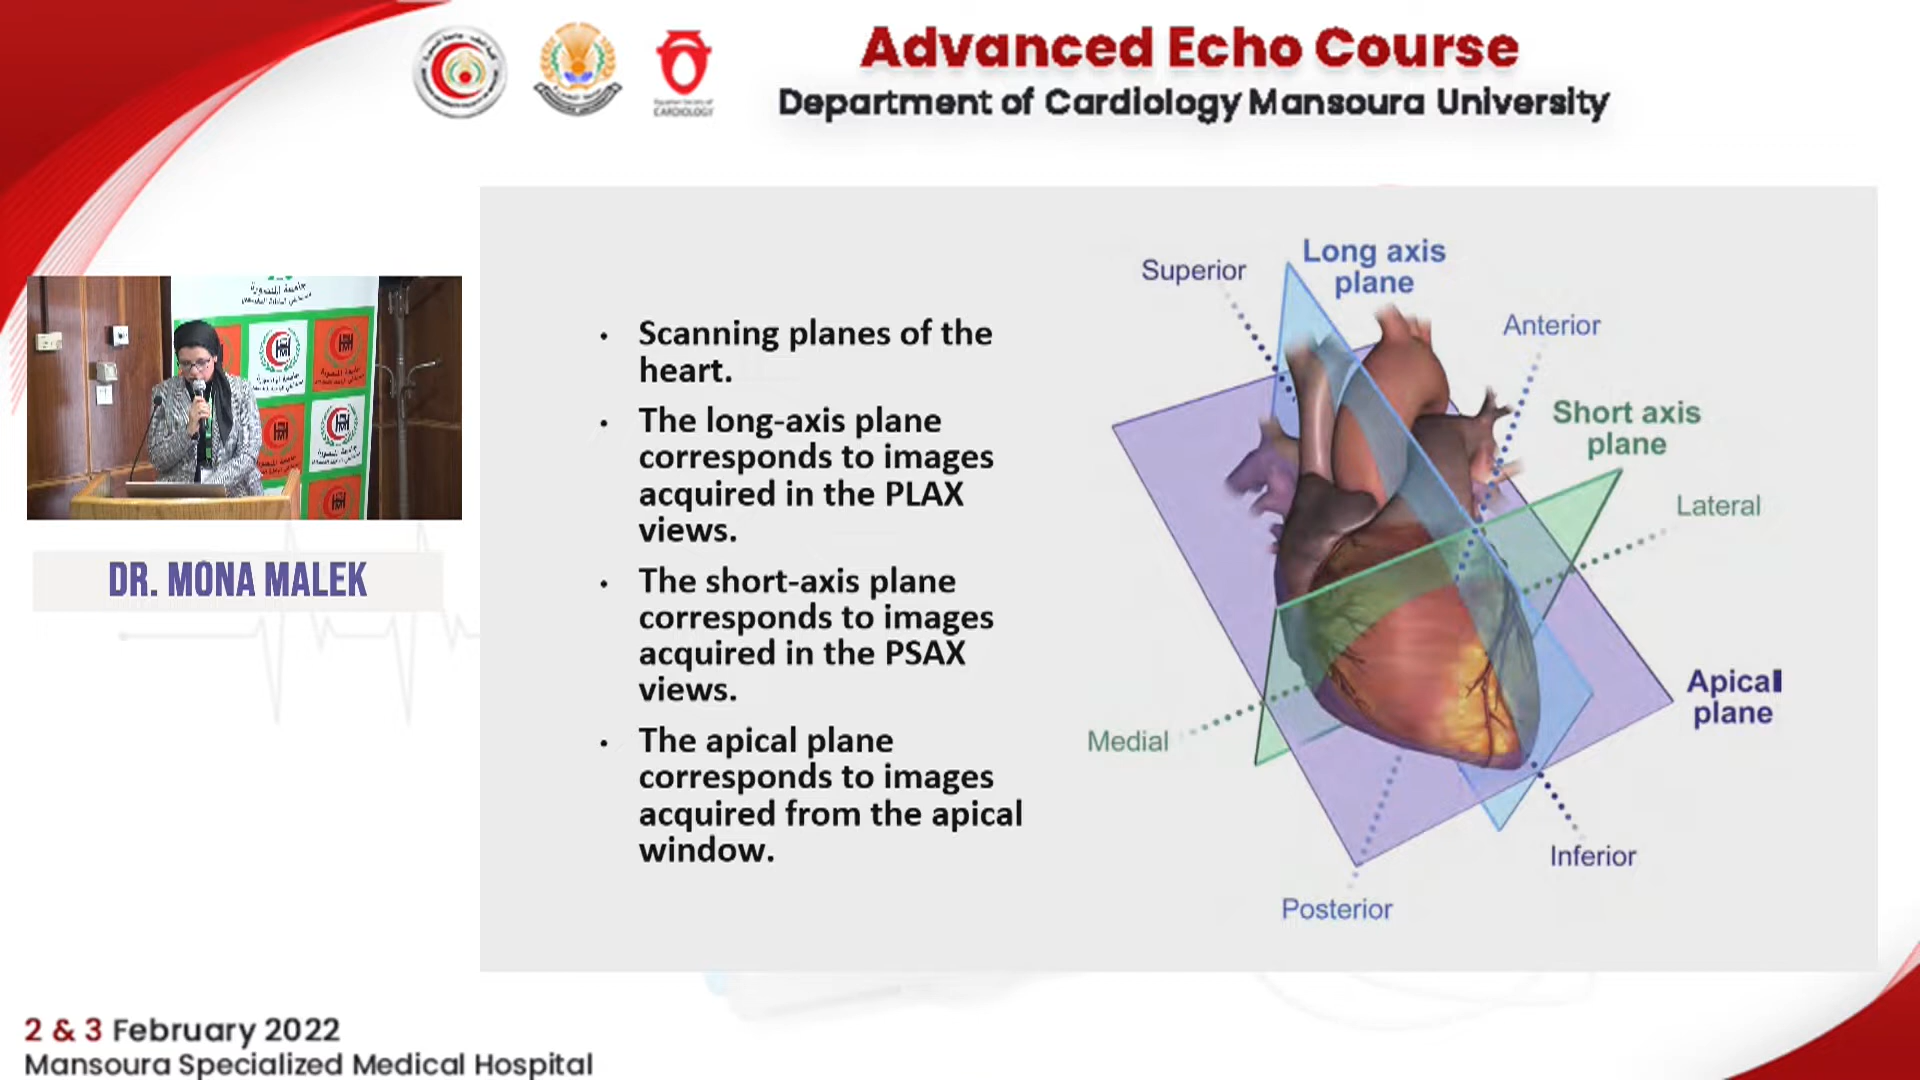 Advanced Echo Course
Department of Cardiology Mansoura University
CARDIOLOGY
جامعة المنصورة
DR. MONA MALEK
• Scanning planes of the
heart.
• The long-axis plane
corresponds to images
acquired in the PLAX
views.
• The short-axis plane
corresponds to images
acquired in the PSAX
views.
• The apical plane
corresponds to images
acquired from the apical
window.
Superior
Long axis
plane
Anterior
Short axis
plane
Lateral
Apical
plane
Medial
Inferior
Posterior
2 & 3 February 2022
Mansoura Specialized Medical Hospital